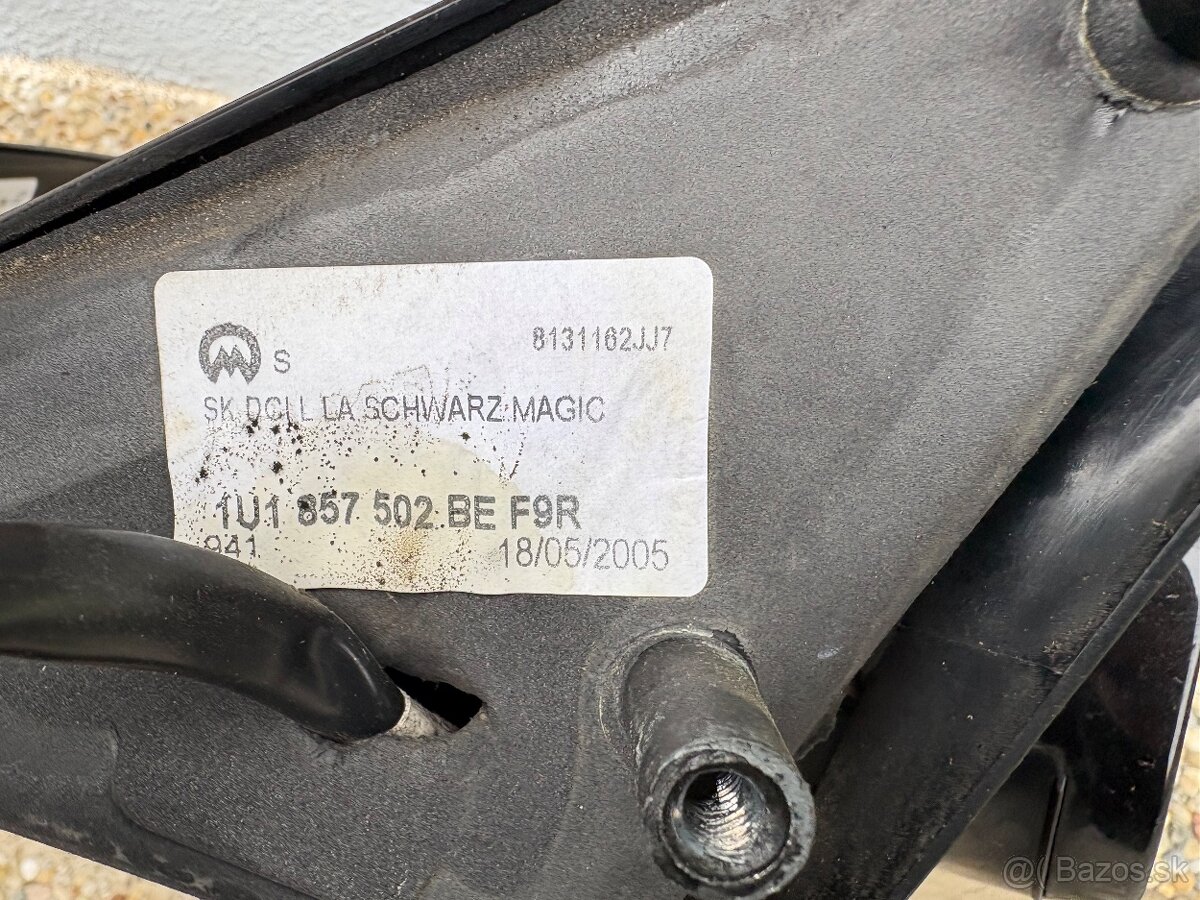 S
8131162JJ7
SK DCLL LA SCHWARZ MAGIC
1U1 857 502 BE F9R
941
18/05/2005
Bazos.sk